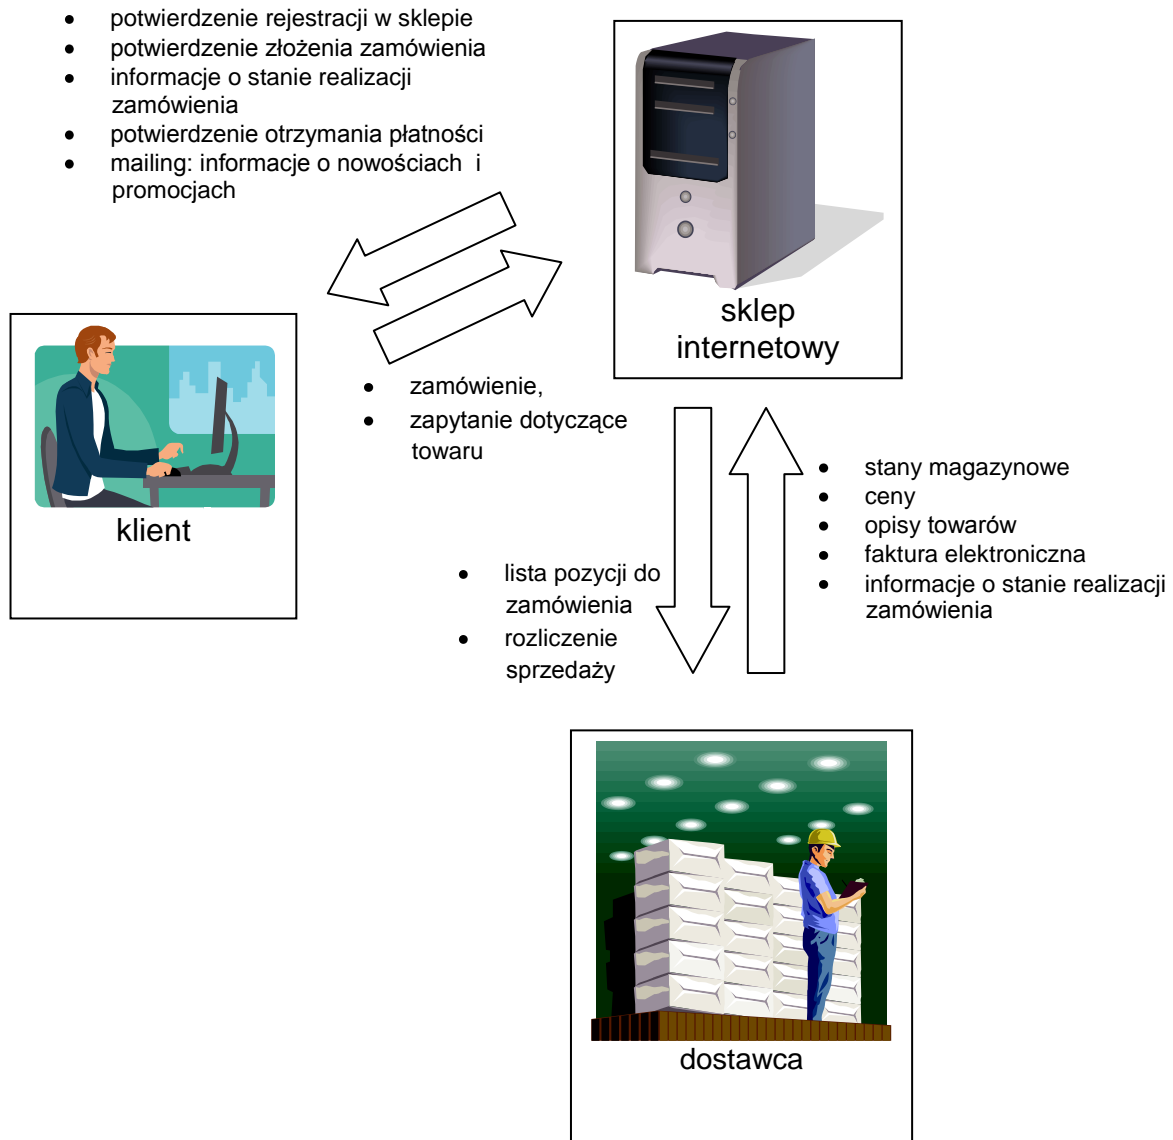 • potwierdzenie rejestracji w sklepie
• potwierdzenie złożenia zamówienia
• informacje o stanie realizacji
zamówienia
• potwierdzenie otrzymania płatności
• mailing: informacje o nowościach i
promocjach
sklep
internetowy
klient
• zamówienie,
• zapytanie dotyczące
towaru
• stany magazynowe
• ceny
• opisy towarów
• faktura elektroniczna
• informacje o stanie realizacji
zamówienia
• lista pozycji do
zamówienia
• rozliczenie
sprzedaży
dostawca